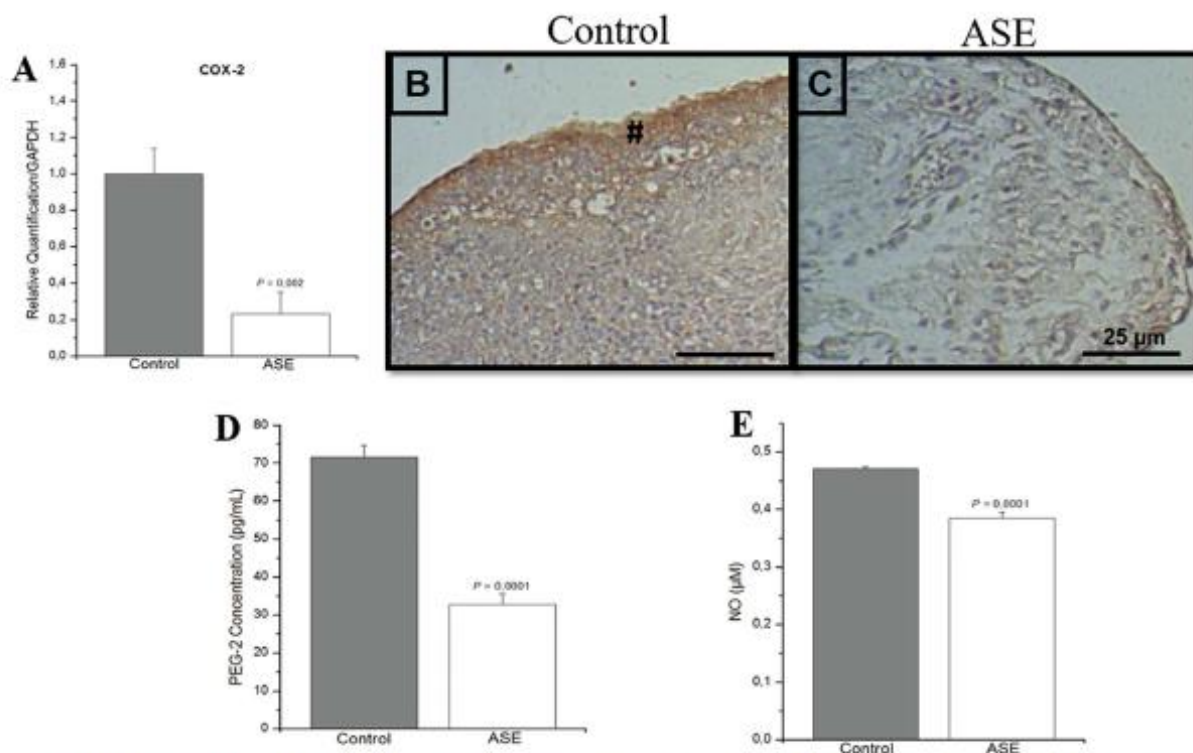 Control
ASE
A
COX-2
Relative Quantification/GAPDH
1,6
1,4
1,2
1,0
0,8
0,6
0,4
0,2
0,0
P = 0,002
Control
ASE
B
#
C
25 µm
D
PEG-2 Concentration (pg/mL)
80
70
60
50
40
30
20
10
0
P = 0,0001
Control
ASE
E
NO (µM)
0,5
0,4
0,3
0,2
0,1
0,0
P = 0,0001
Control
ASE